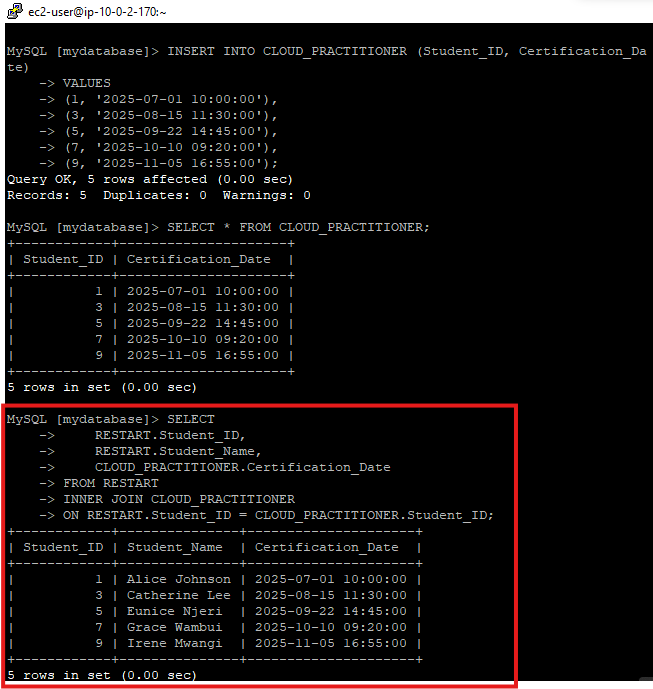 ec2-user@ip-10-0-2-170:~
MySQL [mydatabase]> INSERT INTO CLOUD_PRACTITIONER (Student_ID, Certification_Da
te)
    -> VALUES
    -> (1, '2025-07-01 10:00:00'),
    -> (3, '2025-08-15 11:30:00'),
    -> (5, '2025-09-22 14:45:00'),
    -> (7, '2025-10-10 09:20:00'),
    -> (9, '2025-11-05 16:55:00');
Query OK, 5 rows affected (0.00 sec)
Records: 5  Duplicates: 0  Warnings: 0
MySQL [mydatabase]> SELECT * FROM CLOUD_PRACTITIONER;
+------------+---------------------+
| Student_ID | Certification_Date  |
+------------+---------------------+
|          1 | 2025-07-01 10:00:00 |
|          3 | 2025-08-15 11:30:00 |
|          5 | 2025-09-22 14:45:00 |
|          7 | 2025-10-10 09:20:00 |
|          9 | 2025-11-05 16:55:00 |
+------------+---------------------+
5 rows in set (0.00 sec)
MySQL [mydatabase]> SELECT
    ->     RESTART.Student_ID,
    ->     RESTART.Student_Name,
    ->     CLOUD_PRACTITIONER.Certification_Date
    -> FROM RESTART
    -> INNER JOIN CLOUD_PRACTITIONER
    -> ON RESTART.Student_ID = CLOUD_PRACTITIONER.Student_ID;
+------------+---------------+---------------------+
| Student_ID | Student_Name  | Certification_Date  |
+------------+---------------+---------------------+
|          1 | Alice Johnson | 2025-07-01 10:00:00 |
|          3 | Catherine Lee | 2025-08-15 11:30:00 |
|          5 | Eunice Njeri  | 2025-09-22 14:45:00 |
|          7 | Grace Wambui  | 2025-10-10 09:20:00 |
|          9 | Irene Mwangi  | 2025-11-05 16:55:00 |
+------------+---------------+---------------------+
5 rows in set (0.00 sec)